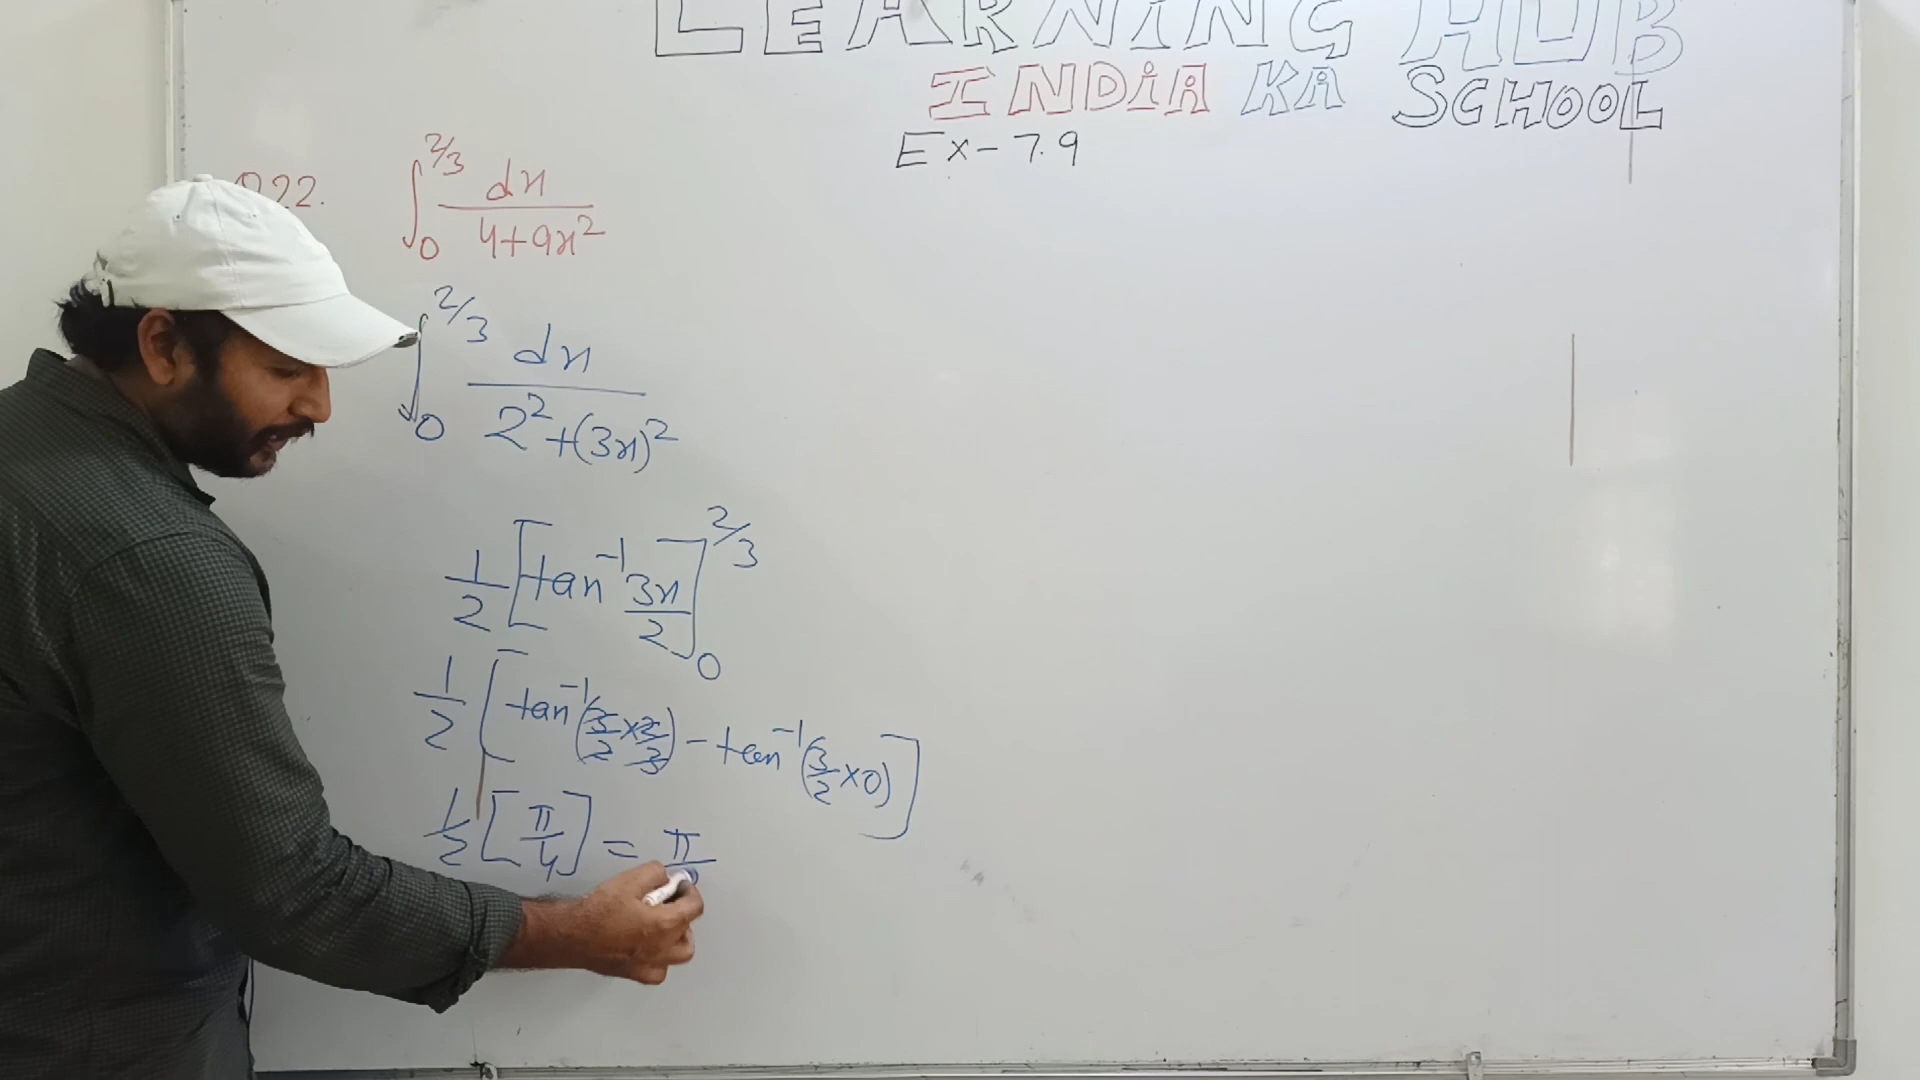 LEARNING HUB
INDIA KA SCHOOL
Ex-7.9
Q22. ∫₀^2/3 dx/(4+9x²)
∫₀^2/3 dx/(2²+(3x)²)
1/2 [tan⁻¹ 3x/2]₀^2/3
1/2 [tan⁻¹(3/2×2/3) - tan⁻¹(3/2×0)]
1/2 [π/4] = π/